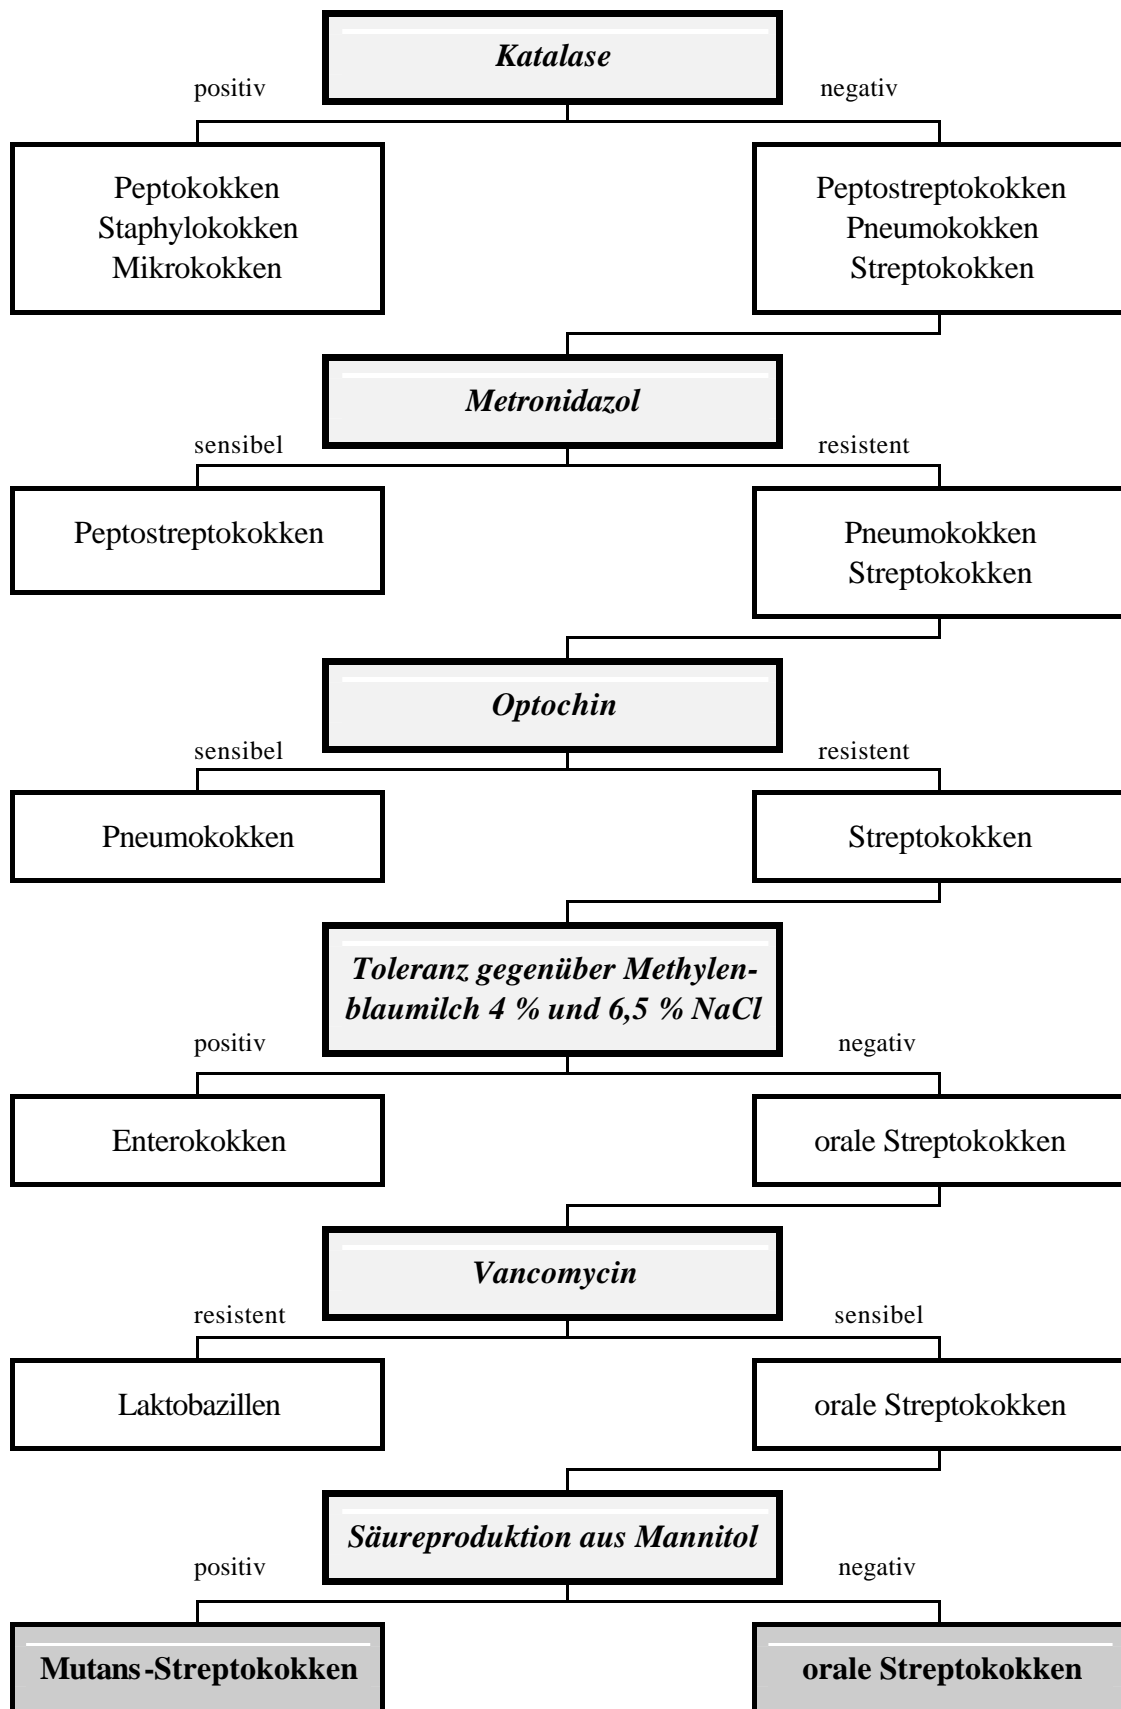 Katalase
positiv
negativ
Peptokokken
Staphylokokken
Mikrokokken
Peptostreptokokken
Pneumokokken
Streptokokken
Metronidazol
sensibel
resistent
Peptostreptokokken
Pneumokokken
Streptokokken
Optochin
sensibel
resistent
Pneumokokken
Streptokokken
Toleranz gegenüber Methylen-
blaumilch 4 % und 6,5 % NaCl
positiv
negativ
Enterokokken
orale Streptokokken
Vancomycin
resistent
sensibel
Laktobazillen
orale Streptokokken
Säureproduktion aus Mannitol
positiv
negativ
Mutans-Streptokokken
orale Streptokokken